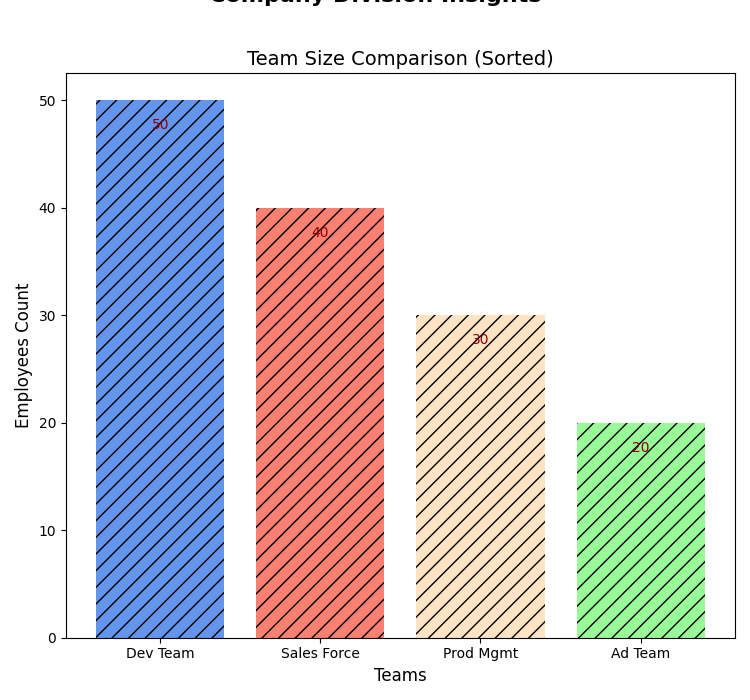 Company Division Insights
Team Size Comparison (Sorted)
Employees Count
50
40
30
20
10
0
50
40
30
20
Dev Team
Sales Force
Prod Mgmt
Ad Team
Teams